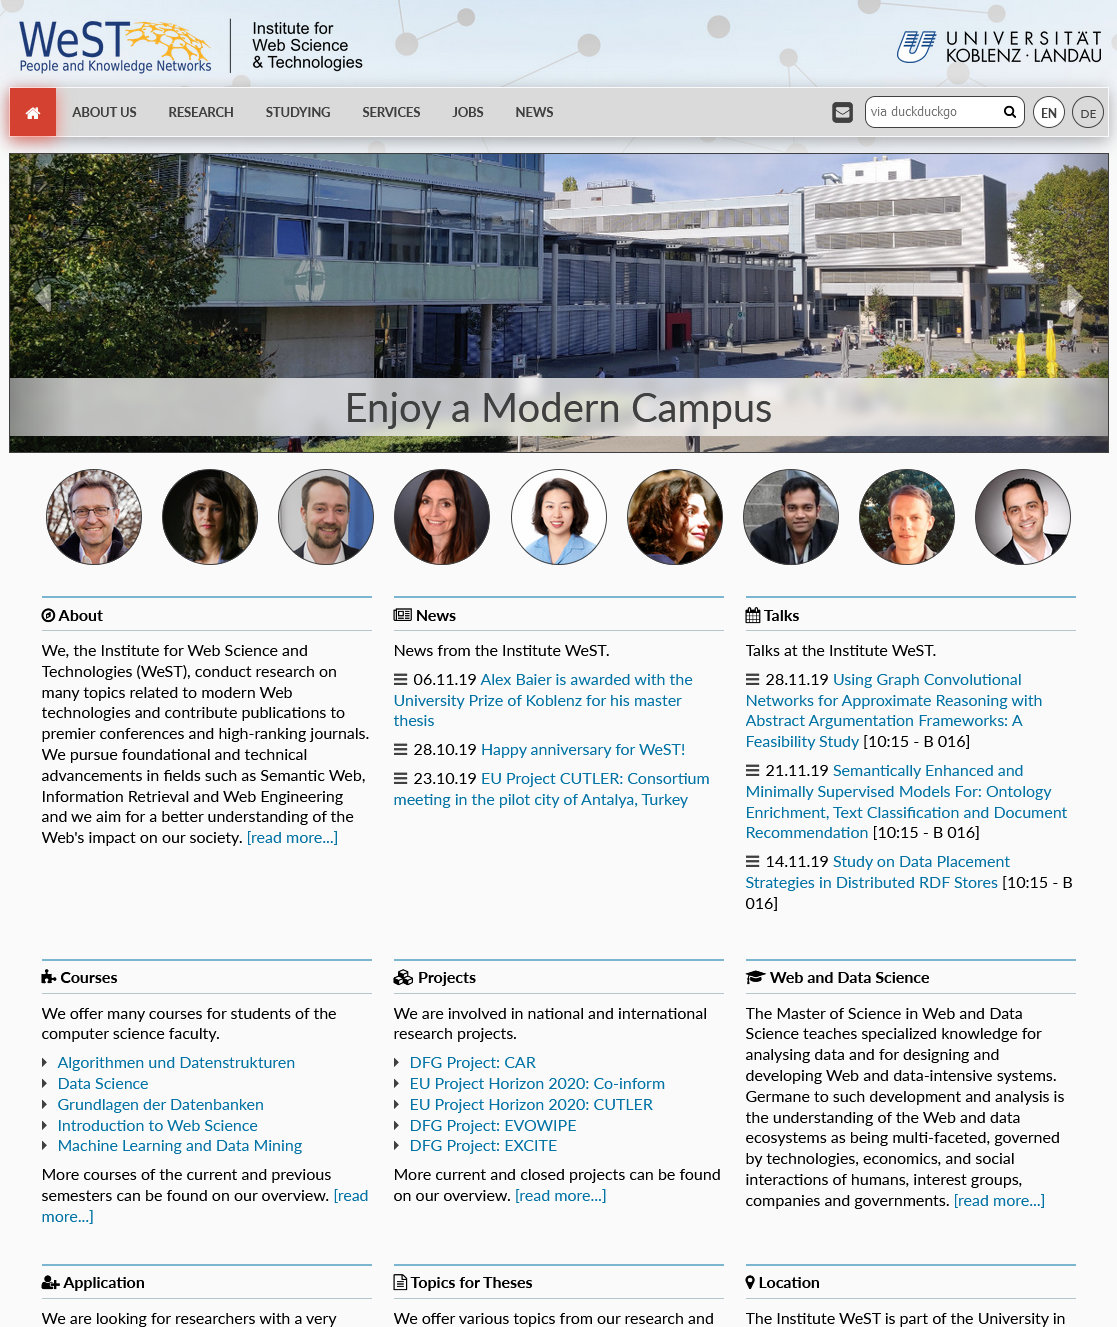 WeST
People and Knowledge Networks
Institute for
Web Science
& Technologies
UNIVERSITÄT
KOBLENZ · LANDAU
ABOUT US
RESEARCH
STUDYING
SERVICES
JOBS
NEWS
via duckduckgo
EN
DE
Enjoy a Modern Campus
About
We, the Institute for Web Science and
Technologies (WeST), conduct research on
many topics related to modern Web
technologies and contribute publications to
premier conferences and high-ranking journals.
We pursue foundational and technical
advancements in fields such as Semantic Web,
Information Retrieval and Web Engineering
and we aim for a better understanding of the
Web's impact on our society. [read more...]
News
News from the Institute WeST.
06.11.19 Alex Baier is awarded with the
University Prize of Koblenz for his master
thesis
28.10.19 Happy anniversary for WeST!
23.10.19 EU Project CUTLER: Consortium
meeting in the pilot city of Antalya, Turkey
Talks
Talks at the Institute WeST.
28.11.19 Using Graph Convolutional
Networks for Approximate Reasoning with
Abstract Argumentation Frameworks: A
Feasibility Study [10:15 - B 016]
21.11.19 Semantically Enhanced and
Minimally Supervised Models For: Ontology
Enrichment, Text Classification and Document
Recommendation [10:15 - B 016]
14.11.19 Study on Data Placement
Strategies in Distributed RDF Stores [10:15 - B
016]
Courses
We offer many courses for students of the
computer science faculty.
Algorithmen und Datenstrukturen
Data Science
Grundlagen der Datenbanken
Introduction to Web Science
Machine Learning and Data Mining
More courses of the current and previous
semesters can be found on our overview. [read
more...]
Projects
We are involved in national and international
research projects.
DFG Project: CAR
EU Project Horizon 2020: Co-inform
EU Project Horizon 2020: CUTLER
DFG Project: EVOWIPE
DFG Project: EXCITE
More current and closed projects can be found
on our overview. [read more...]
Web and Data Science
The Master of Science in Web and Data
Science teaches specialized knowledge for
analysing data and for designing and
developing Web and data-intensive systems.
Germane to such development and analysis is
the understanding of the Web and data
ecosystems as being multi-faceted, governed
by technologies, economics, and social
interactions of humans, interest groups,
companies and governments. [read more...]
Application
We are looking for researchers with a very
Topics for Theses
We offer various topics from our research and
Location
The Institute WeST is part of the University in